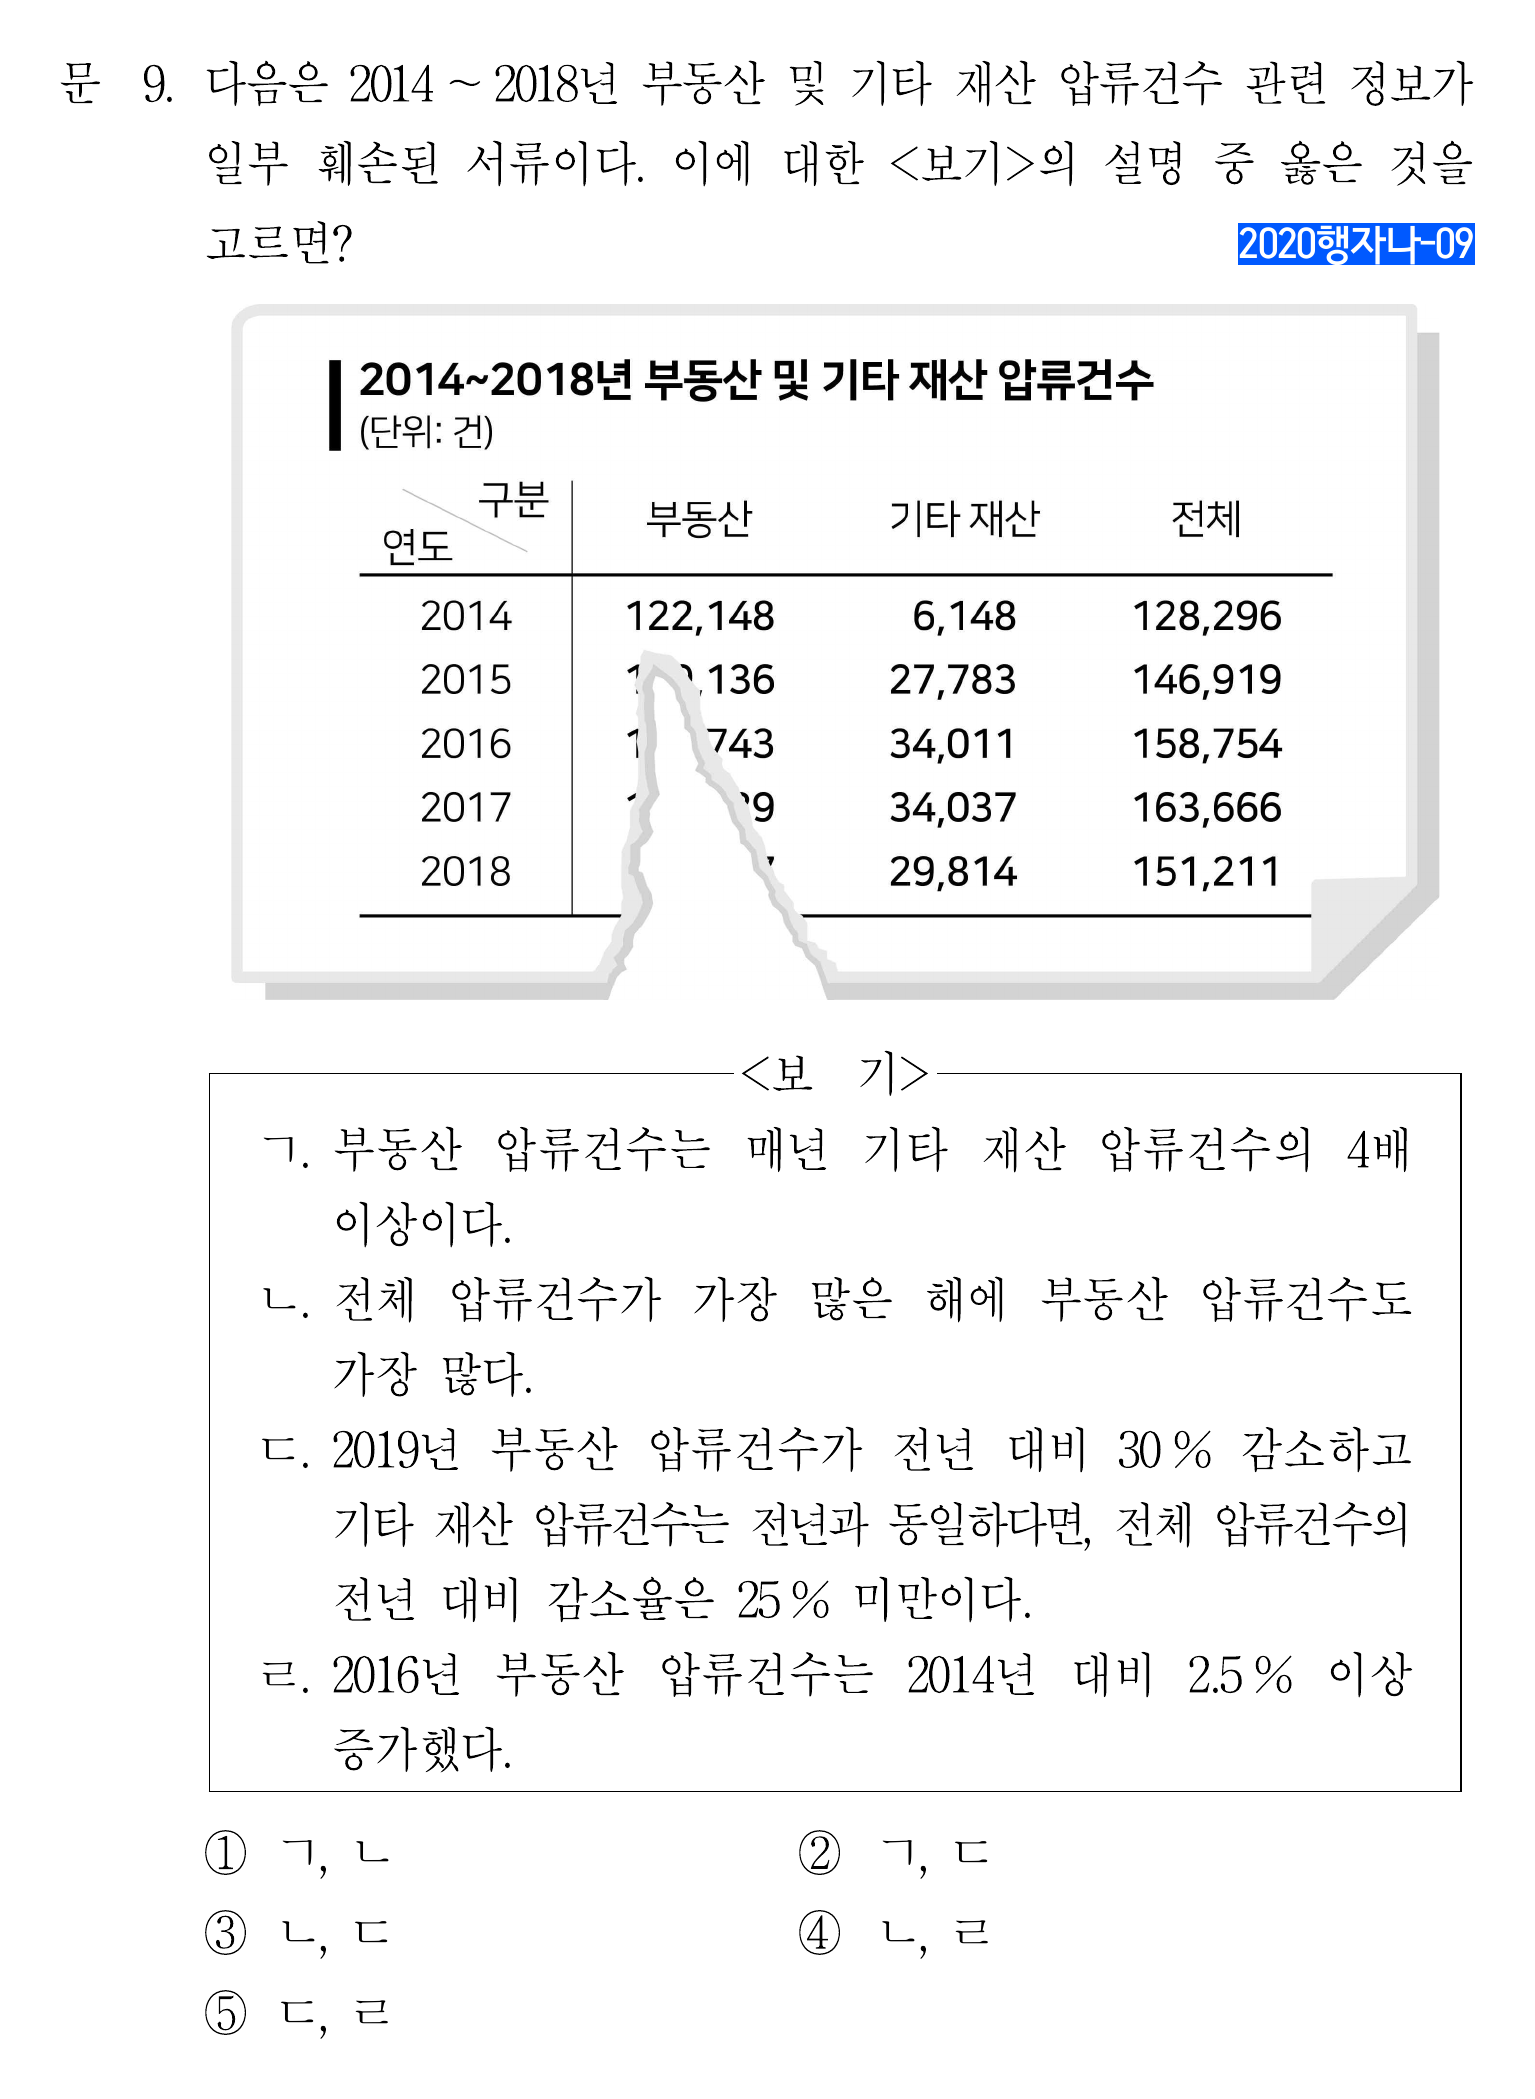 문 9. 다음은 2014 ~ 2018년 부동산 및 기타 재산 압류건수 관련 정보가
일부 훼손된 서류이다. 이에 대한 <보기>의 설명 중 옳은 것을
고르면?
2020행자나-09
2014~2018년 부동산 및 기타 재산 압류건수
(단위: 건)
구분
연도
부동산 기타 재산 전체
2014 122,148 6,148 128,296
2015 136 27,783 146,919
2016 743 34,011 158,754
2017 34,037 163,666
2018 29,814 151,211
<보 기>
ㄱ. 부동산 압류건수는 매년 기타 재산 압류건수의 4배
이상이다.
ㄴ. 전체 압류건수가 가장 많은 해에 부동산 압류건수도
가장 많다.
ㄷ. 2019년 부동산 압류건수가 전년 대비 30 % 감소하고
기타 재산 압류건수는 전년과 동일하다면, 전체 압류건수의
전년 대비 감소율은 25 % 미만이다.
ㄹ. 2016년 부동산 압류건수는 2014년 대비 2.5 % 이상
증가했다.
① ㄱ, ㄴ ② ㄱ, ㄷ
③ ㄴ, ㄷ ④ ㄴ, ㄹ
⑤ ㄷ, ㄹ